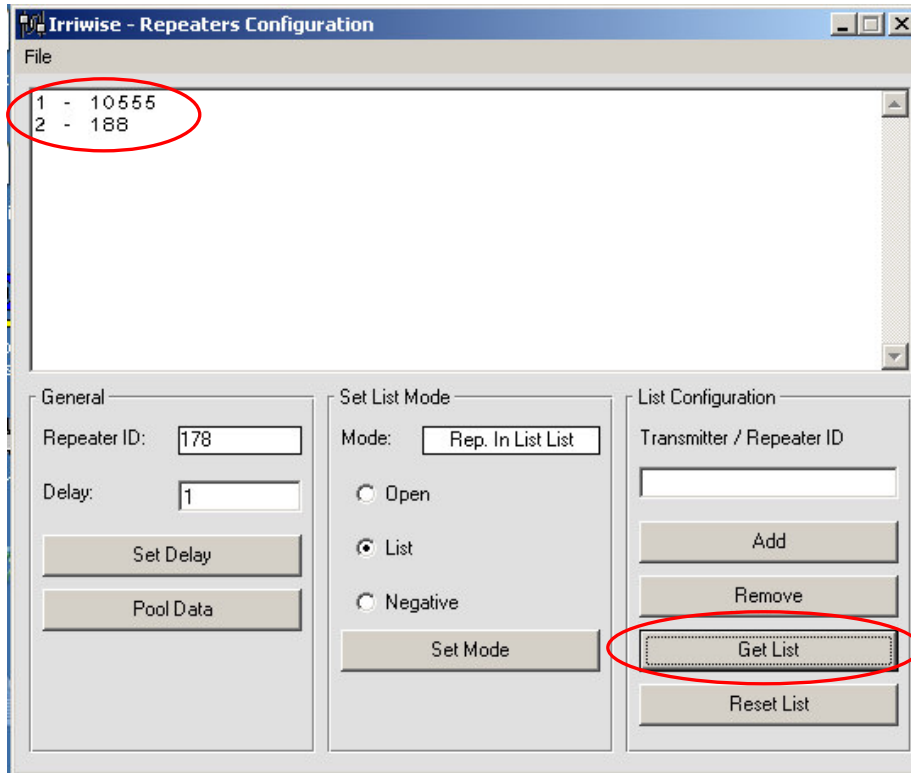 Irriwise - Repeaters Configuration
File
1 - 10555
2 - 188
General
Repeater ID: 178
Delay: 1
Set Delay
Pool Data
Set List Mode
Mode: Rep. In List List
Open
List
Negative
Set Mode
List Configuration
Transmitter / Repeater ID
Add
Remove
Get List
Reset List